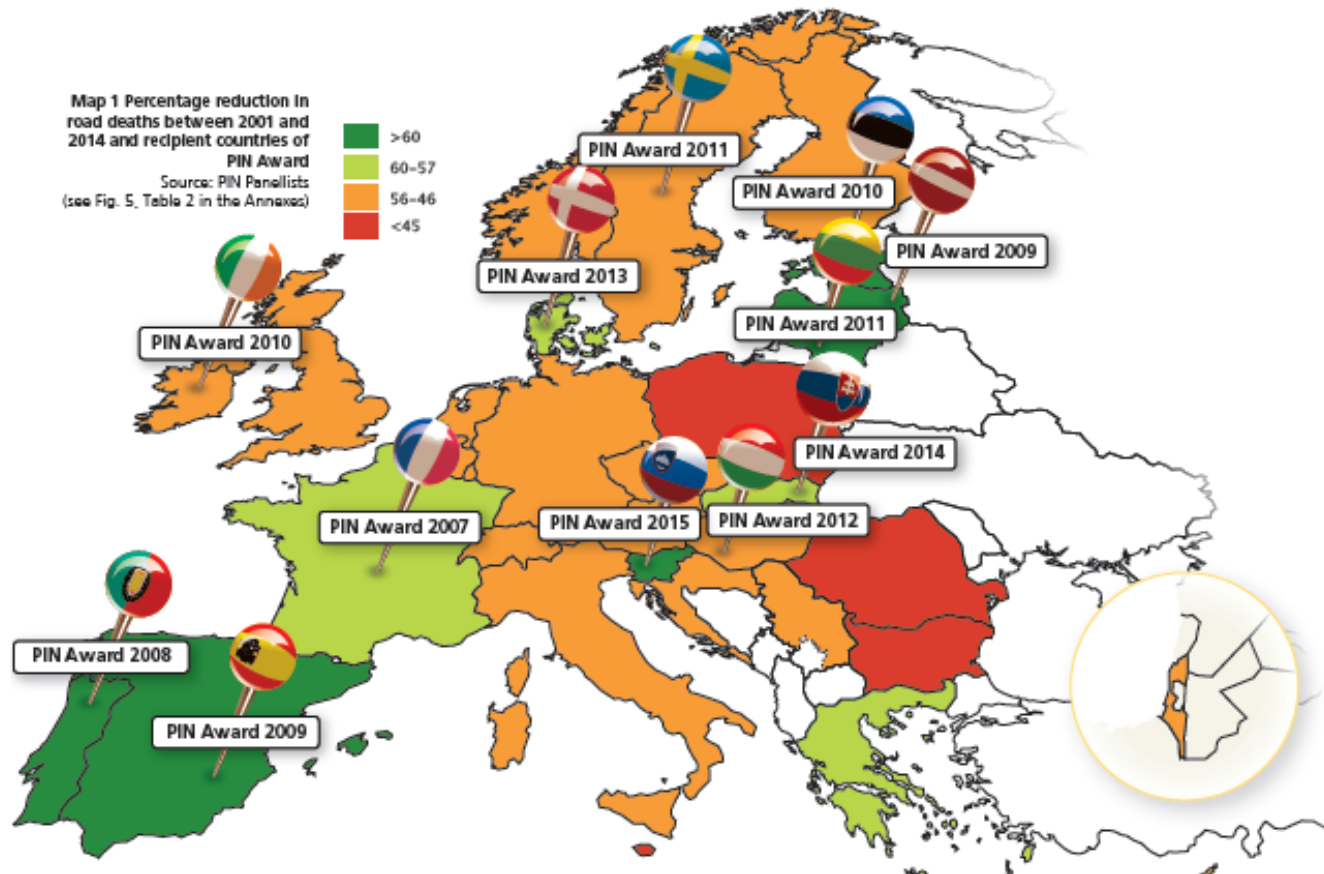 Map 1 Percentage reduction in
road deaths between 2001 and
2014 and recipient countries of
PIN Award
Source: PIN Panellists
(see Fig. 5, Table 2 in the Annexes)
>60
60–57
56–46
<45
PIN Award 2011
PIN Award 2010
PIN Award 2009
PIN Award 2013
PIN Award 2011
PIN Award 2010
PIN Award 2014
PIN Award 2007
PIN Award 2015
PIN Award 2012
PIN Award 2008
PIN Award 2009